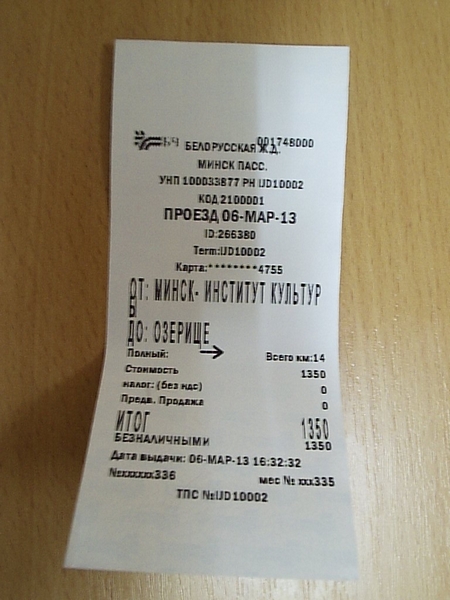 БЧ
001748000
БЕЛОРУССКАЯ Ж.Д.
МИНСК ПАСС.
УНП 100033877 РН IJD10002
КОД 2100001
ПРОЕЗД 06-МАР-13
ID:266380
Term:IJD10002
Карта:********4755
ОТ: МИНСК- ИНСТИТУТ КУЛЬТУР
Ы
ДО: ОЗЕРИЩЕ
Полный: → Всего км:14
Стоимость 1350
налог: (без ндс) 0
Предв. Продажа 0
ИТОГ 1350
БЕЗНАЛИЧНЫМИ 1350
Дата выдачи: 06-МАР-13 16:32:32
№xxxxxx336 мес № xxx335
ТПС №IJD10002